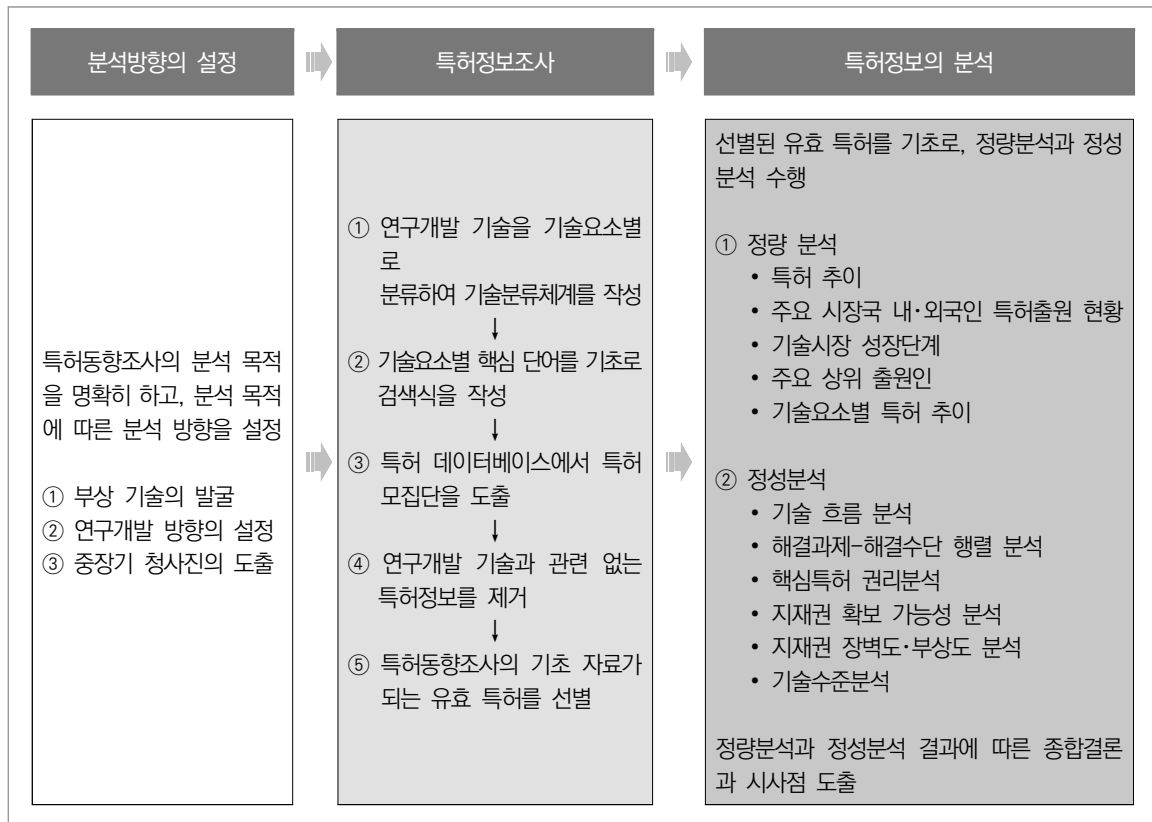 분석방향의 설정
특허정보조사
특허정보의 분석
특허동향조사의 분석 목적
을 명확히 하고, 분석 목적
에 따른 분석 방향을 설정
① 부상 기술의 발굴
② 연구개발 방향의 설정
③ 중장기 청사진의 도출
① 연구개발 기술을 기술요소별
로
분류하여 기술분류체계를 작성
↓
② 기술요소별 핵심 단어를 기초로
검색식을 작성
↓
③ 특허 데이터베이스에서 특허
모집단을 도출
↓
④ 연구개발 기술과 관련 없는
특허정보를 제거
↓
⑤ 특허동향조사의 기초 자료가
되는 유효 특허를 선별
선별된 유효 특허를 기초로, 정량분석과 정성
분석 수행
① 정량 분석
• 특허 추이
• 주요 시장국 내·외국인 특허출원 현황
• 기술시장 성장단계
• 주요 상위 출원인
• 기술요소별 특허 추이
② 정성분석
• 기술 흐름 분석
• 해결과제-해결수단 행렬 분석
• 핵심특허 권리분석
• 지재권 확보 가능성 분석
• 지재권 장벽도·부상도 분석
• 기술수준분석
정량분석과 정성분석 결과에 따른 종합결론
과 시사점 도출